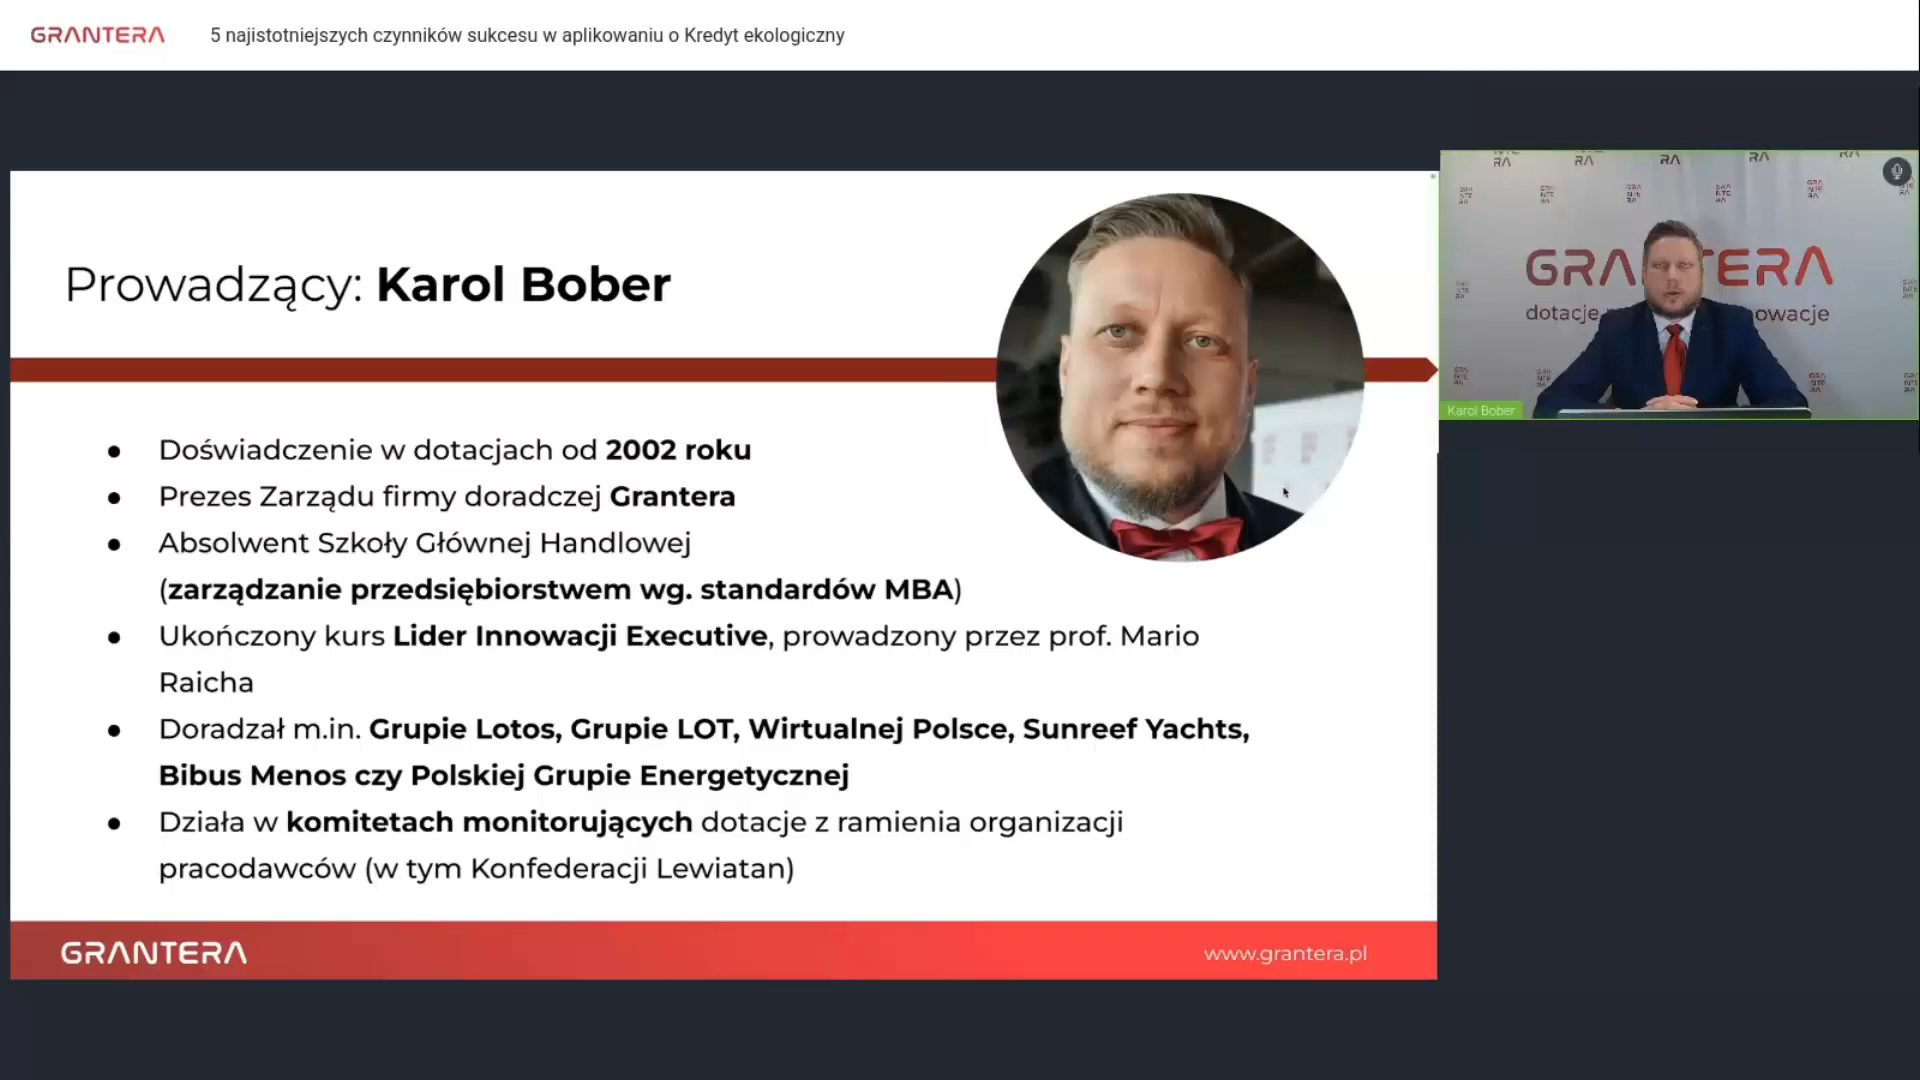 GRANTERA
5 najistotniejszych czynników sukcesu w aplikowaniu o Kredyt ekologiczny
Prowadzący: Karol Bober
● Doświadczenie w dotacjach od 2002 roku
● Prezes Zarządu firmy doradczej Grantera
● Absolwent Szkoły Głównej Handlowej
(zarządzanie przedsiębiorstwem wg. standardów MBA)
● Ukończony kurs Lider Innowacji Executive, prowadzony przez prof. Mario
Raicha
● Doradzał m.in. Grupie Lotos, Grupie LOT, Wirtualnej Polsce, Sunreef Yachts,
Bibus Menos czy Polskiej Grupie Energetycznej
● Działa w komitetach monitorujących dotacje z ramienia organizacji
pracodawców (w tym Konfederacji Lewiatan)
GRANTERA
www.grantera.pl
GRA TERA
dotacje owacje
Karol Bober